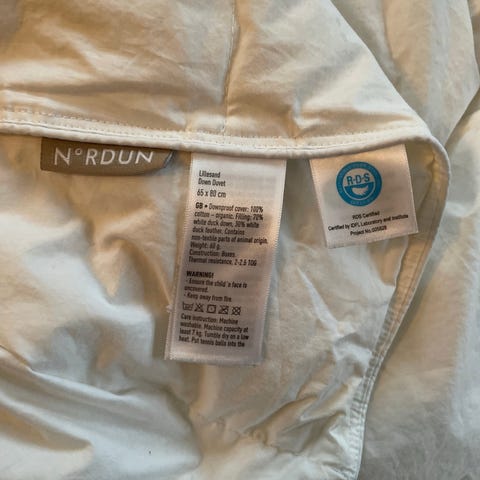 N°RDUN
Lillesand
Down Duvet
65 x 80 cm
GB • Downproof cover: 100%
cotton - organic. Filling: 70%
white duck down, 30% white
duck feather. Contains
non-textile parts of animal origin.
Weight: 60 g.
Construction: Boxes.
Thermal resistance, 2-2.5 TOG
WARNING!
- Ensure the child´s face is
uncovered.
- Keep away from fire.
Care instruction: Machine
washable. Machine capacity at
least 7 kg. Tumble dry on a low
heat. Put tennis balls into the
R·D·S
RDS Certified
Certified by IDFL Laboratory and Institute